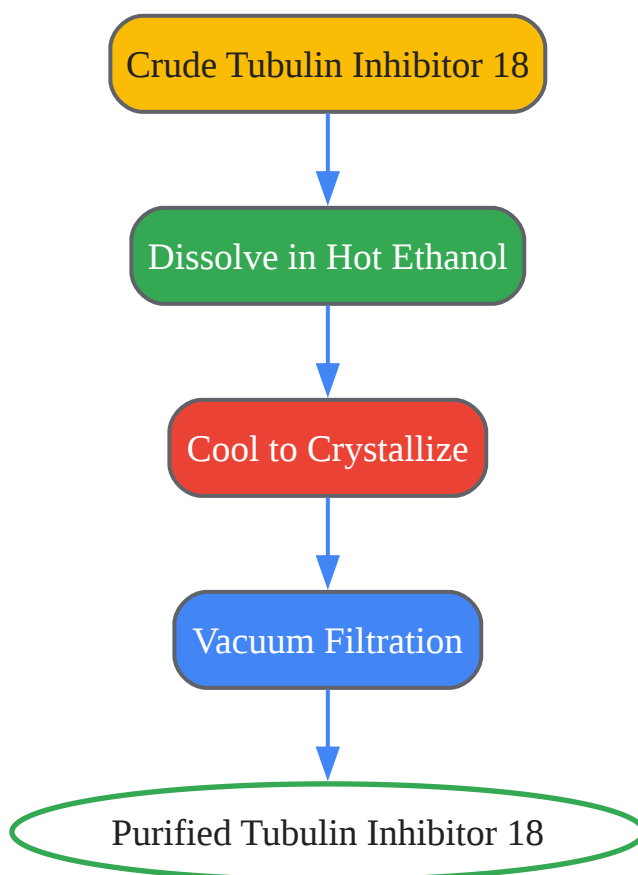 Crude Tubulin Inhibitor 18
Dissolve in Hot Ethanol
Cool to Crystallize
Vacuum Filtration
Purified Tubulin Inhibitor 18